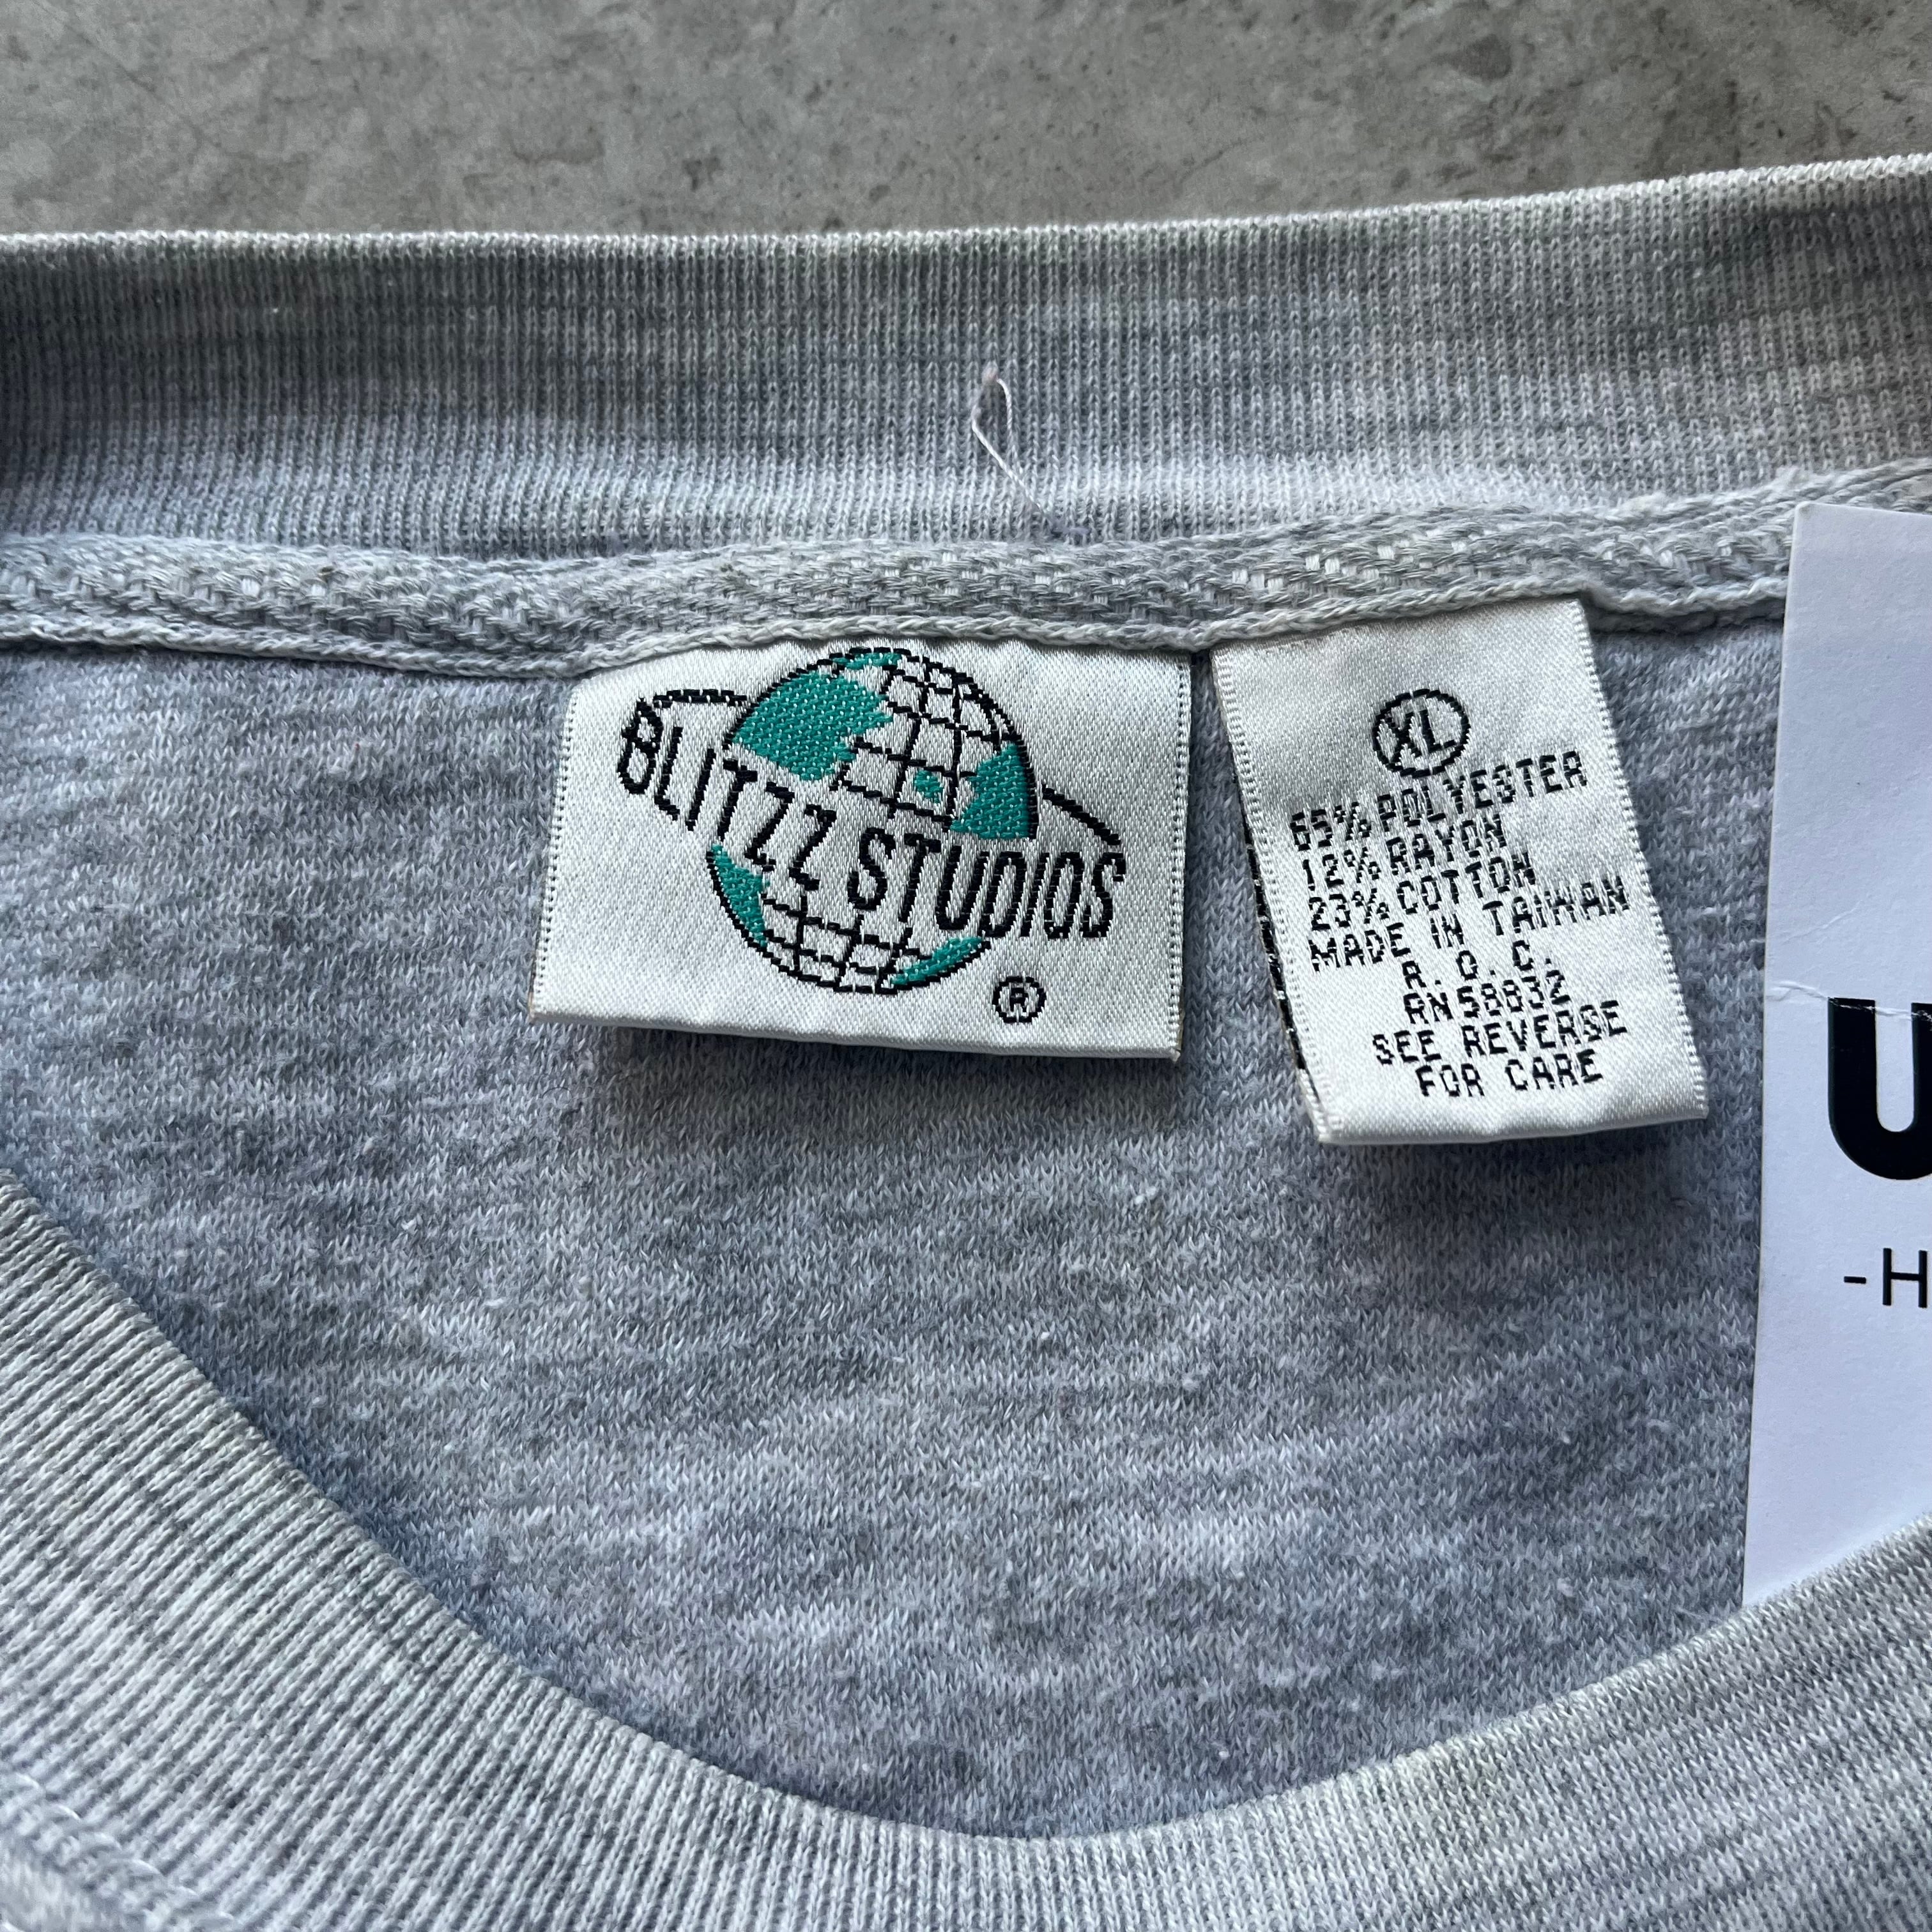 BLITZZ STUDIOS
®
XL
65% POLYESTER
12% RAYON
23% COTTON
MADE IN TAIWAN
R. O. C.
RN58832
SEE REVERSE
FOR CARE